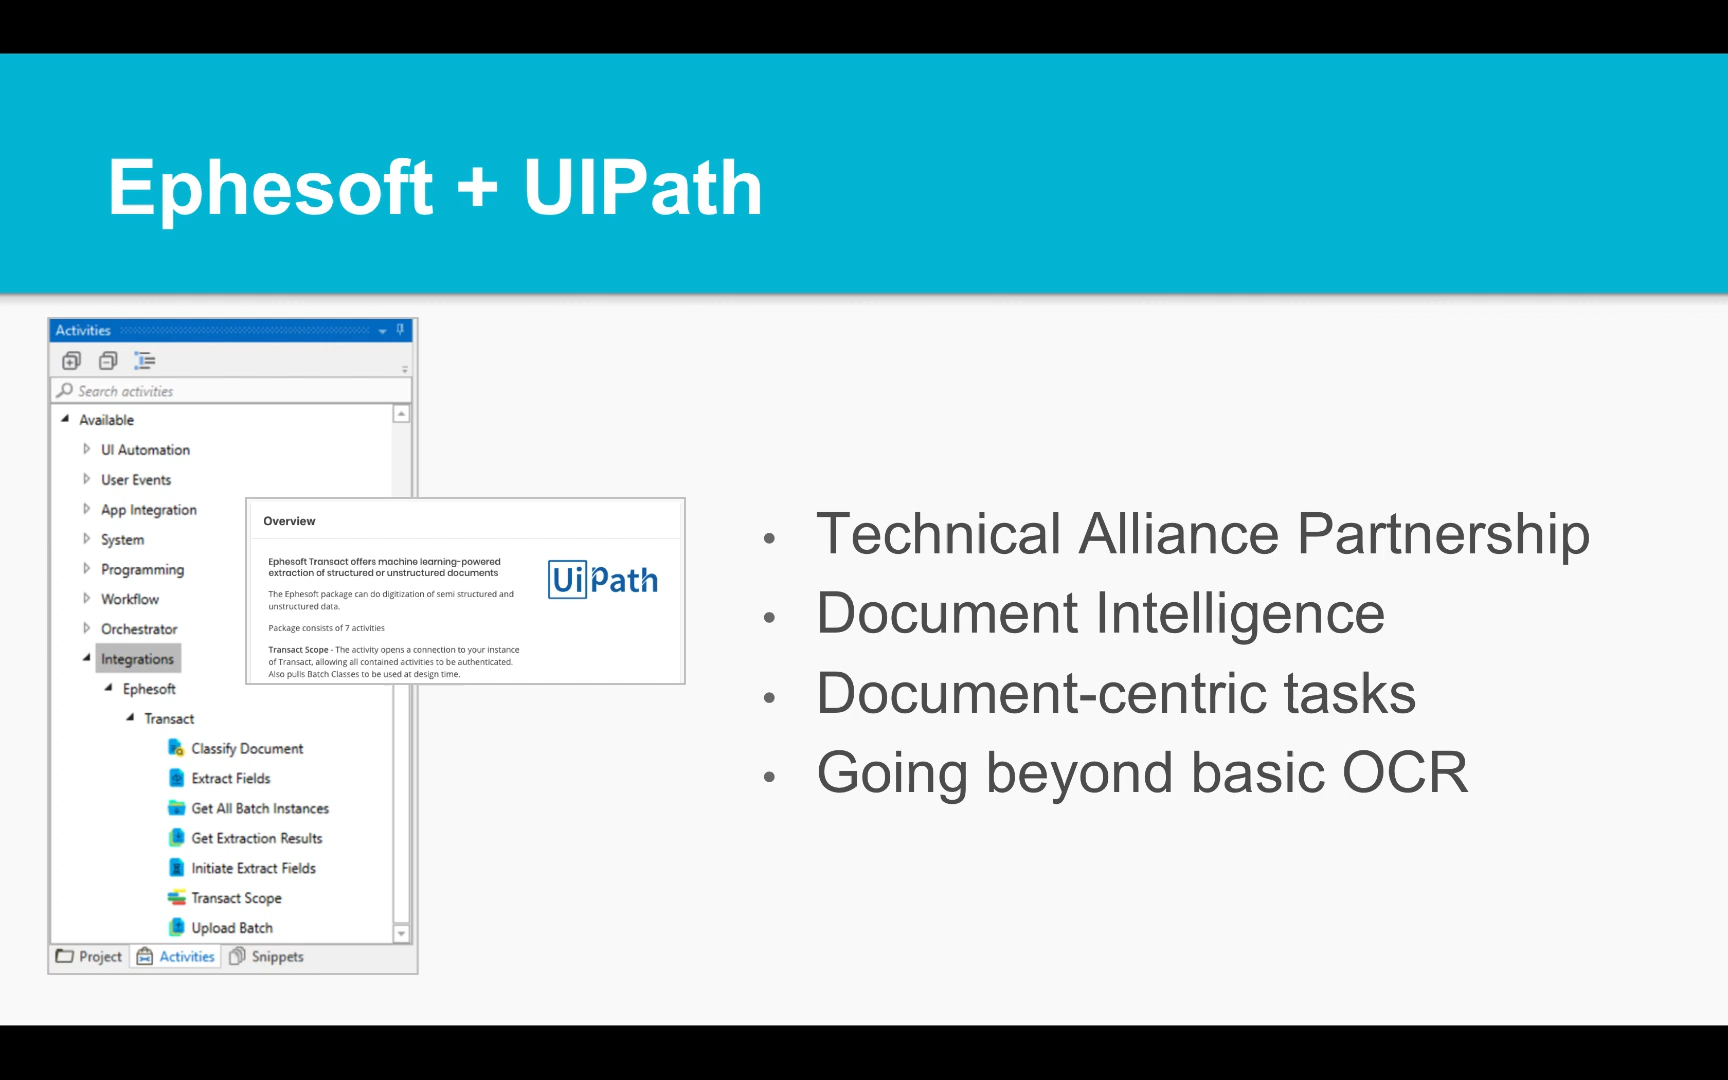 Ephesoft + UIPath
Activities
Search activities
Available
UI Automation
User Events
App Integration
System
Programming
Workflow
Orchestrator
Integrations
Ephesoft
Transact
Classify Document
Extract Fields
Get All Batch Instances
Get Extraction Results
Initiate Extract Fields
Transact Scope
Upload Batch
Project
Activities
Snippets
Overview
Ephesoft Transact offers machine learning-powered
extraction of structured or unstructured documents
The Ephesoft package can do digitization of semi structured and
unstructured data.
Package consists of 7 activities
Transact Scope - The activity opens a connection to your instance
of Transact, allowing all contained activities to be authenticated.
Also pulls Batch Classes to be used at design time.
UiPath
• Technical Alliance Partnership
• Document Intelligence
• Document-centric tasks
• Going beyond basic OCR